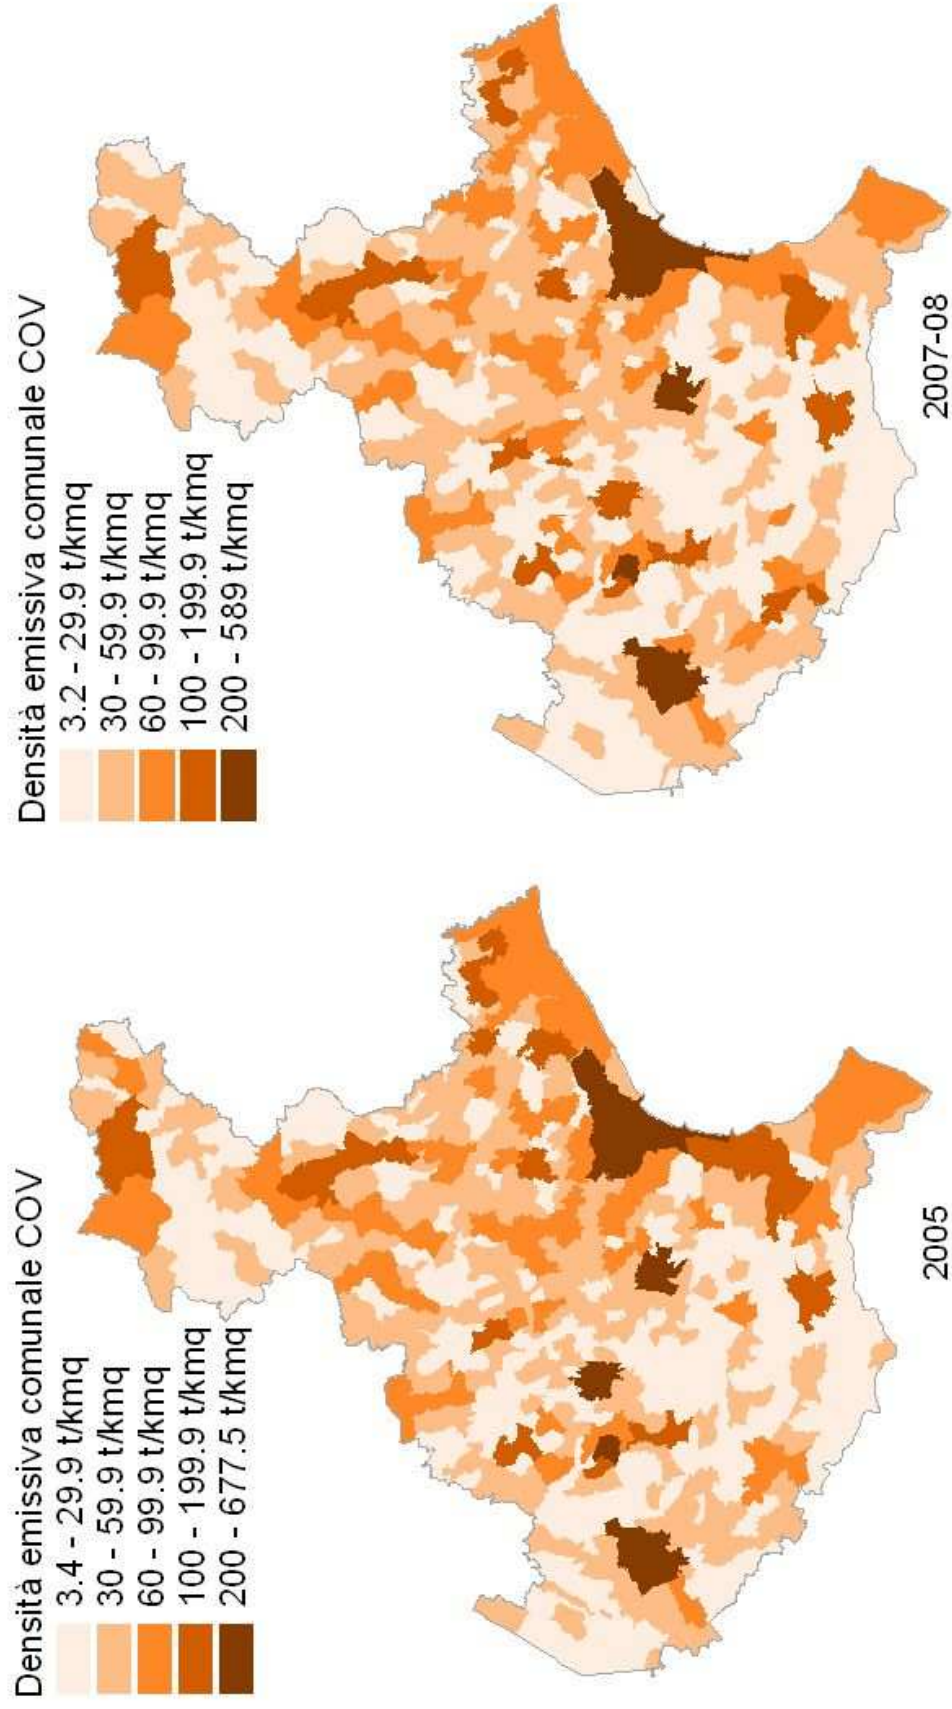 Densità emissiva comunale COV
3.4 - 29.9 t/kmq
30 - 59.9 t/kmq
60 - 99.9 t/kmq
100 - 199.9 t/kmq
200 - 677.5 t/kmq
2005
Densità emissiva comunale COV
3.2 - 29.9 t/kmq
30 - 59.9 t/kmq
60 - 99.9 t/kmq
100 - 199.9 t/kmq
200 - 589 t/kmq
2007-08